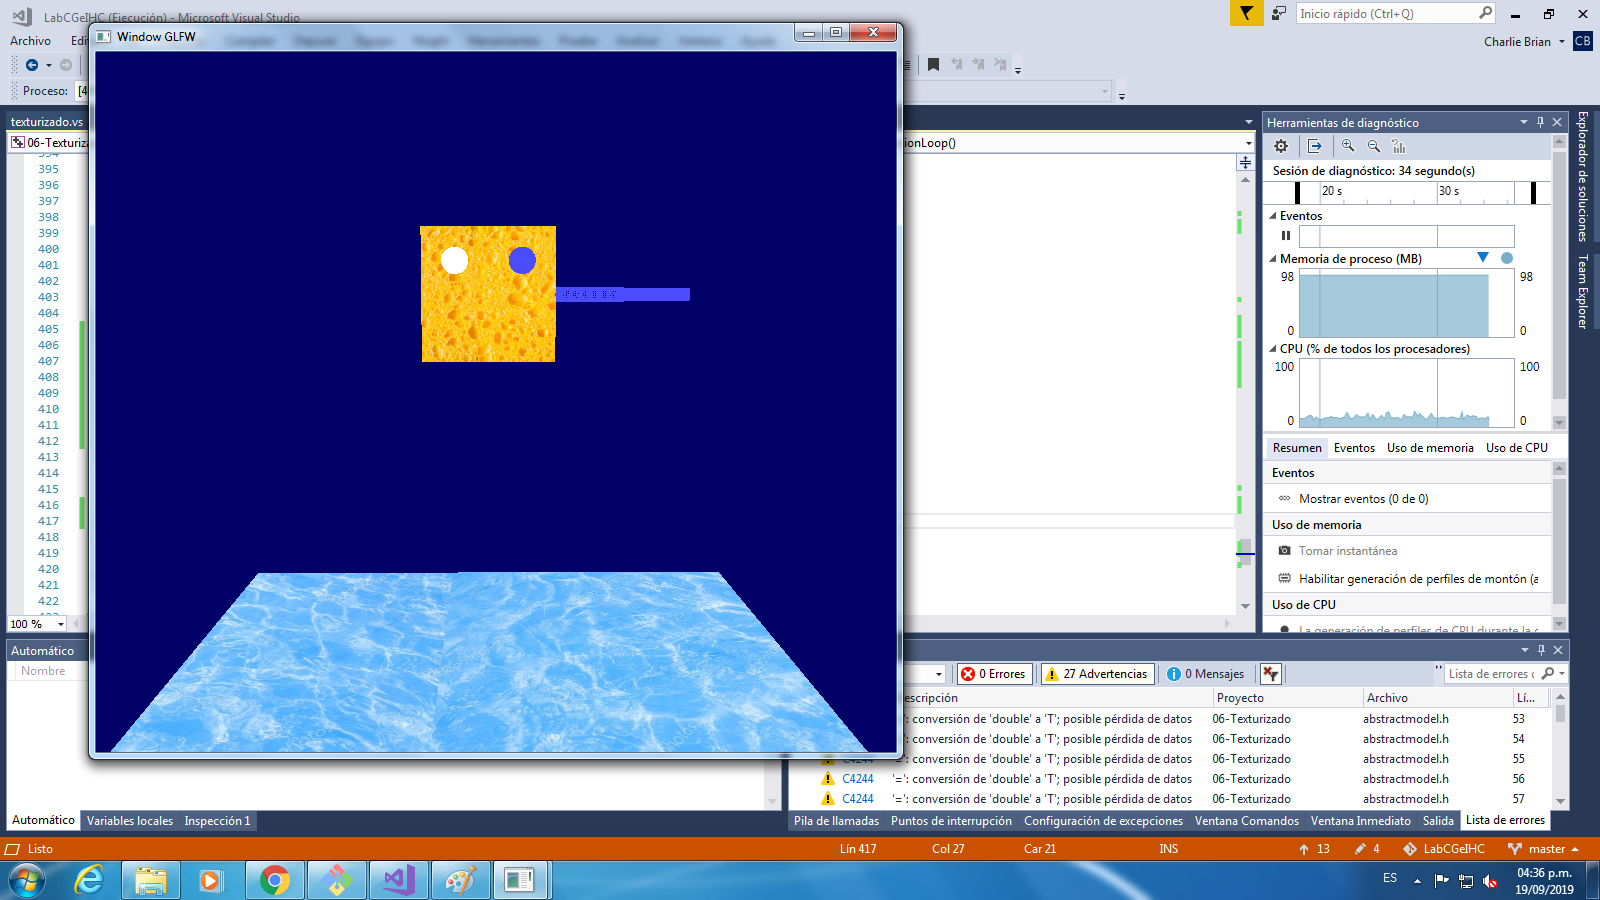 LabCGeIHC (Ejecución) - Microsoft Visual Studio
Inicio rápido (Ctrl+Q)
Window GLFW
Archivo
Charlie Brian
CB
Proceso:
texturizado.vs
Herramientas de diagnóstico
ionLoop()
395
396
397
398
399
400
401
402
403
404
405
406
407
408
409
410
411
412
413
414
415
416
417
418
419
420
421
422
100 %
Sesión de diagnóstico: 34 segundo(s)
20 s
30 s
Eventos
Memoria de proceso (MB)
98
98
0
0
CPU (% de todos los procesadores)
100
100
0
0
Resumen Eventos Uso de memoria Uso de CPU
Eventos
Mostrar eventos (0 de 0)
Uso de memoria
Tomar instantánea
Habilitar generación de perfiles de montón (a
Uso de CPU
Explorador de soluciones
Team Explorer
Automático
Nombre
0 Errores
27 Advertencias
0 Mensajes
Lista de errores
escripción Proyecto Archivo Lí...
'=': conversión de 'double' a 'T'; posible pérdida de datos 06-Texturizado abstractmodel.h 53
'=': conversión de 'double' a 'T'; posible pérdida de datos 06-Texturizado abstractmodel.h 54
'=': conversión de 'double' a 'T'; posible pérdida de datos 06-Texturizado abstractmodel.h 55
C4244 '=': conversión de 'double' a 'T'; posible pérdida de datos 06-Texturizado abstractmodel.h 56
C4244 '=': conversión de 'double' a 'T'; posible pérdida de datos 06-Texturizado abstractmodel.h 57
Automático Variables locales Inspección 1
Pila de llamadas Puntos de interrupción Configuración de excepciones Ventana Comandos Ventana Inmediato Salida Lista de errores
Listo Lín 417 Col 27 Car 21 INS 13 4 LabCGeIHC master
ES
04:36 p.m.
19/09/2019